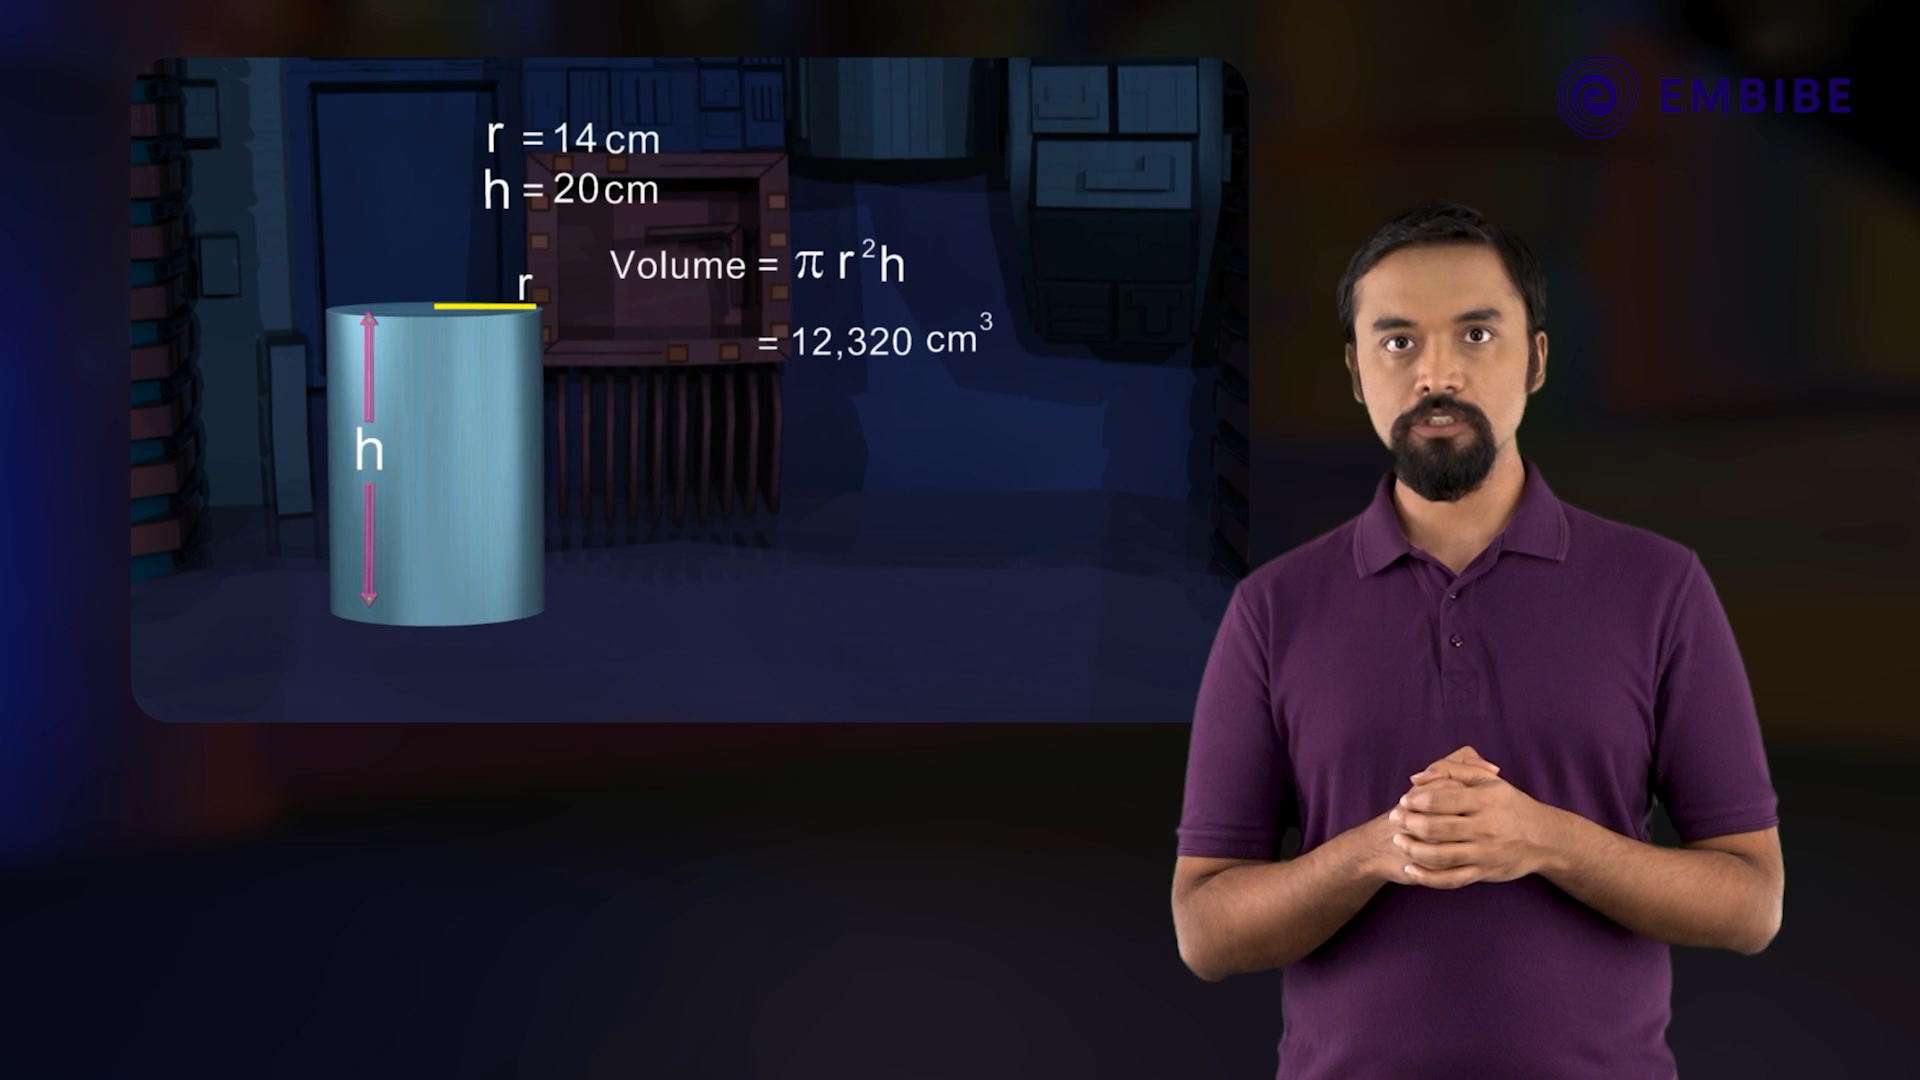 EMBIBE
r = 14 cm
h = 20 cm
Volume = π r²h
r
= 12,320 cm³
h